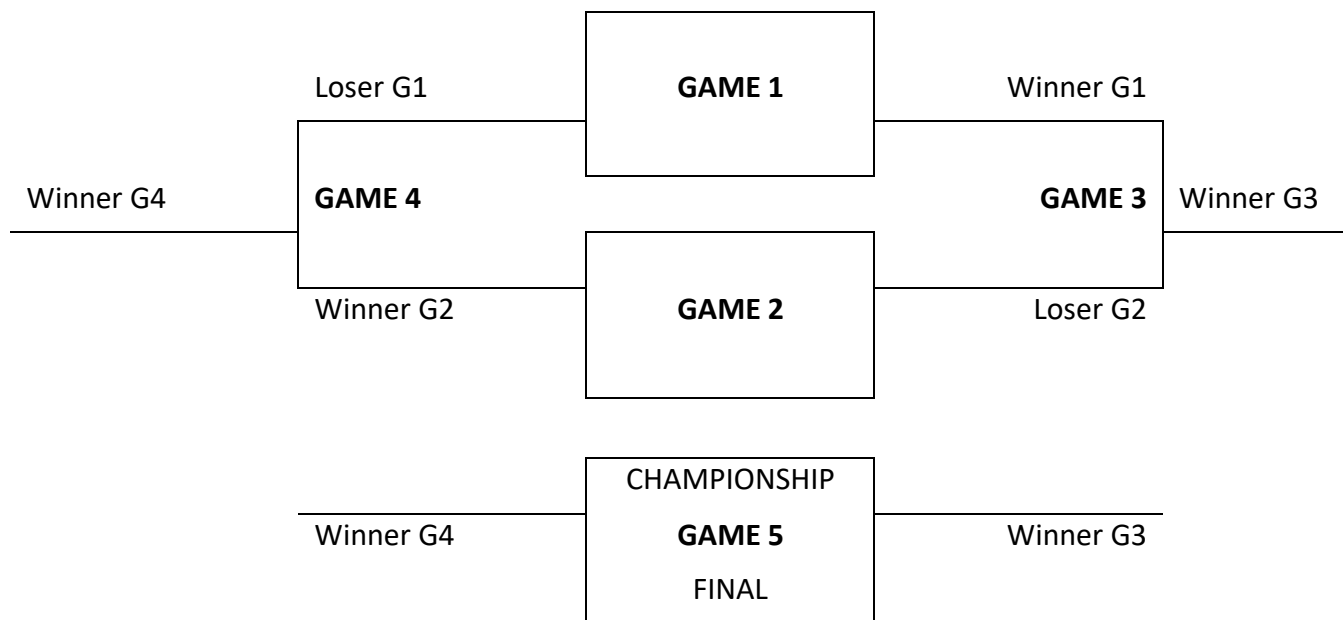 Loser G1 GAME 1 Winner G1
Winner G4 GAME 4 GAME 3 Winner G3
Winner G2 GAME 2 Loser G2
CHAMPIONSHIP
Winner G4 GAME 5 Winner G3
FINAL